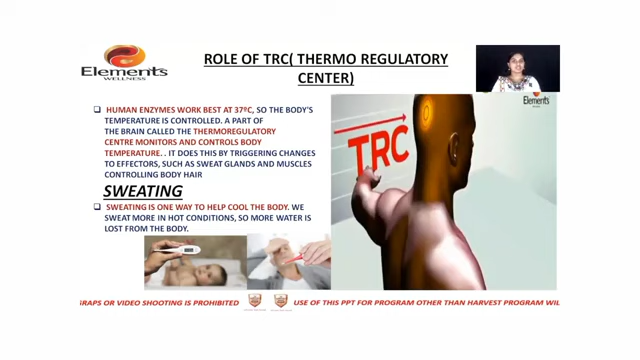 Elements
WELLNESS
ROLE OF TRC( THERMO REGULATORY
CENTER)
HUMAN ENZYMES WORK BEST AT 37ºC, SO THE BODY'S
TEMPERATURE IS CONTROLLED. A PART OF
THE BRAIN CALLED THE THERMOREGULATORY
CENTRE MONITORS AND CONTROLS BODY
TEMPERATURE. . IT DOES THIS BY TRIGGERING CHANGES
TO EFFECTORS, SUCH AS SWEAT GLANDS AND MUSCLES
CONTROLLING BODY HAIR
SWEATING
SWEATING IS ONE WAY TO HELP COOL THE BODY. WE
SWEAT MORE IN HOT CONDITIONS, SO MORE WATER IS
LOST FROM THE BODY.
Elements
TRC
GRAPS OR VIDEO SHOOTING IS PROHIBITED
USE OF THIS PPT FOR PROGRAM OTHER THAN HARVEST PROGRAM WIL